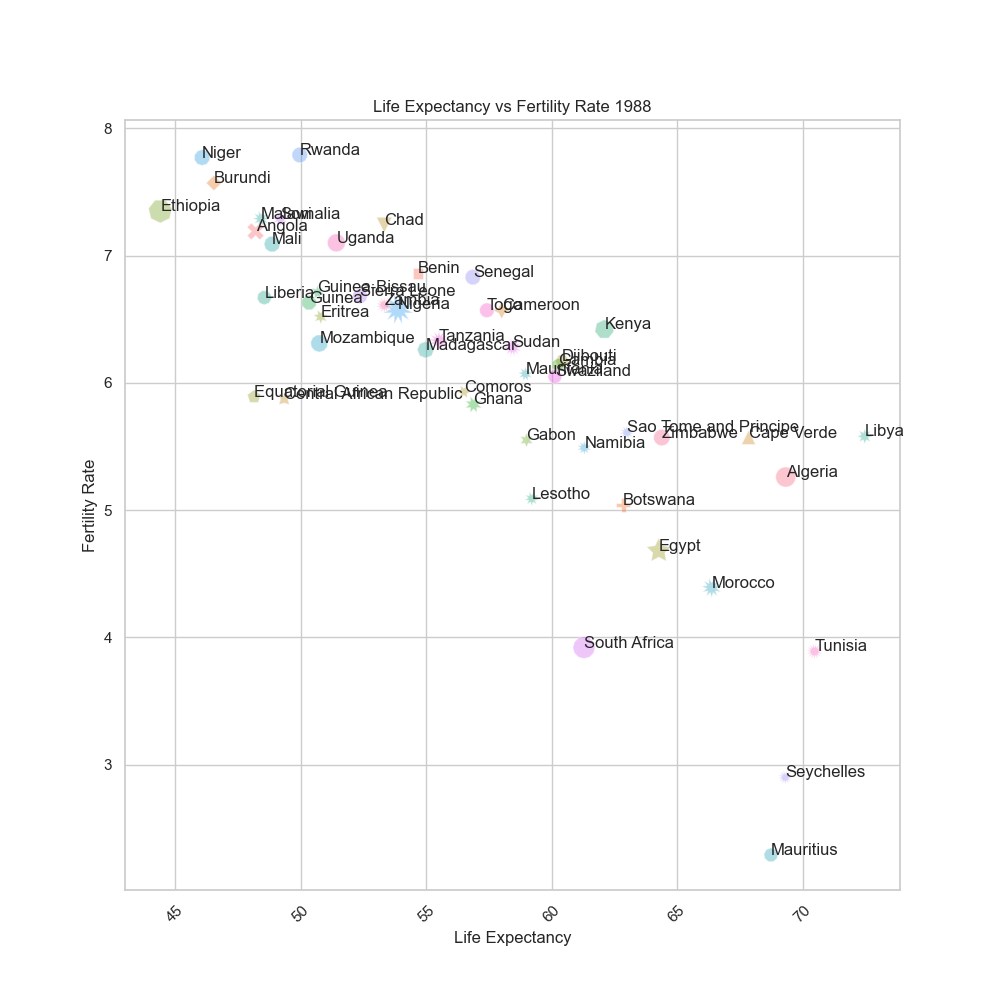 Life Expectancy vs Fertility Rate 1988
8
Rwanda
Niger
Burundi
Ethiopia
Malawi
Somalia
Chad
Angola
Mali
Uganda
7
Benin
Senegal
Guinea-Bissau
Sierra Leone
Liberia
Guinea
Zambia
Nigeria
Togo
Cameroon
Eritrea
Kenya
Mozambique
Tanzania
Madagascar
Sudan
Djibouti
Gambia
Mauritania
Swaziland
6
Equatorial Guinea
Central African Republic
Comoros
Ghana
Gabon
Namibia
Sao Tome and Principe
Zimbabwe
Cape Verde
Libya
Algeria
Lesotho
Botswana
5
Egypt
Morocco
4
South Africa
Tunisia
3
Seychelles
Mauritius
Fertility Rate
45
50
55
60
65
70
Life Expectancy